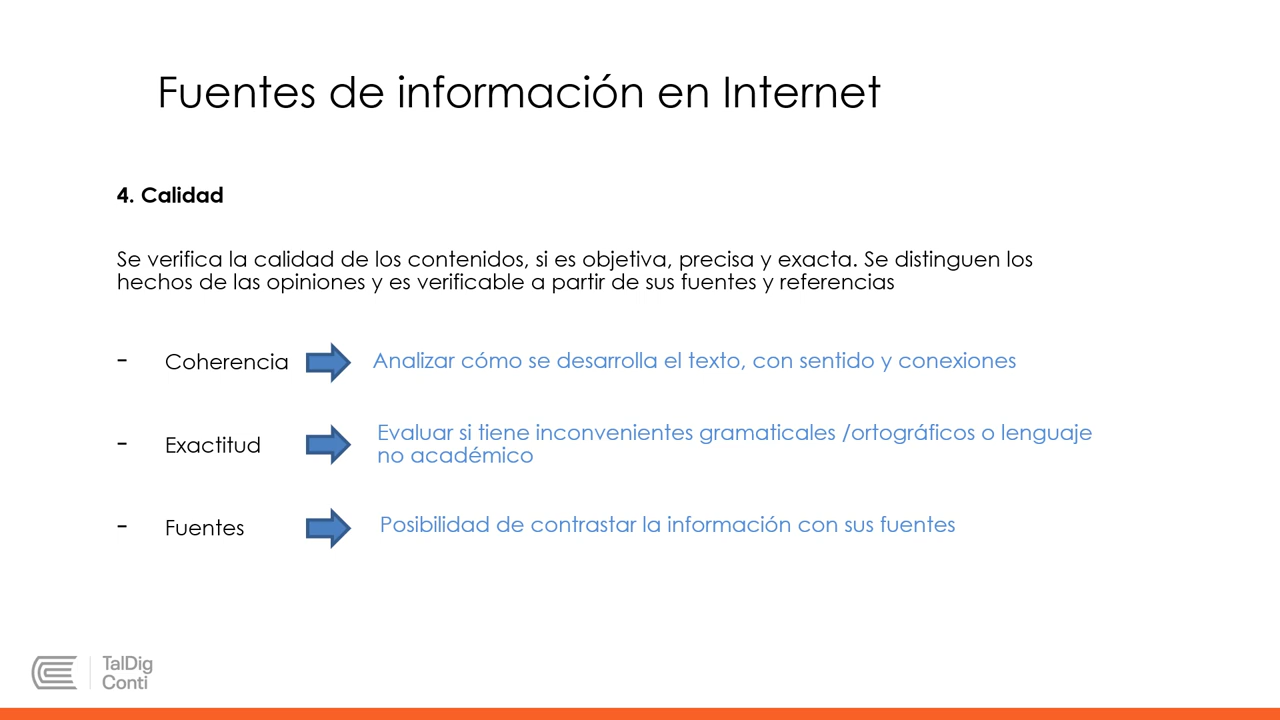 Fuentes de información en Internet
4. Calidad
Se verifica la calidad de los contenidos, si es objetiva, precisa y exacta. Se distinguen los
hechos de las opiniones y es verificable a partir de sus fuentes y referencias
- Coherencia Analizar cómo se desarrolla el texto, con sentido y conexiones
- Exactitud Evaluar si tiene inconvenientes gramaticales /ortográficos o lenguaje
no académico
- Fuentes Posibilidad de contrastar la información con sus fuentes
TalDig
Conti